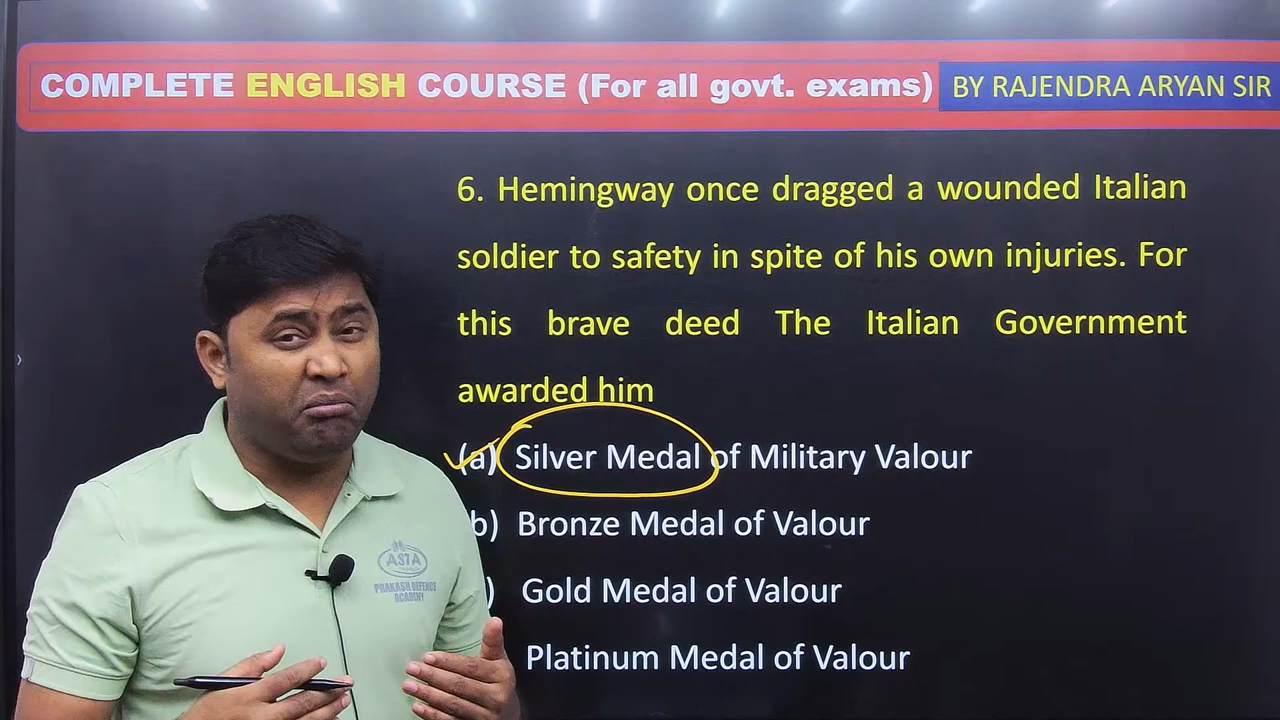 COMPLETE ENGLISH COURSE (For all govt. exams) BY RAJENDRA ARYAN SIR
6. Hemingway once dragged a wounded Italian
soldier to safety in spite of his own injuries. For
this brave deed The Italian Government
awarded him
(a) Silver Medal of Military Valour
b) Bronze Medal of Valour
) Gold Medal of Valour
Platinum Medal of Valour
ASTA
PRAKASH DEFENCE
ACADEMY